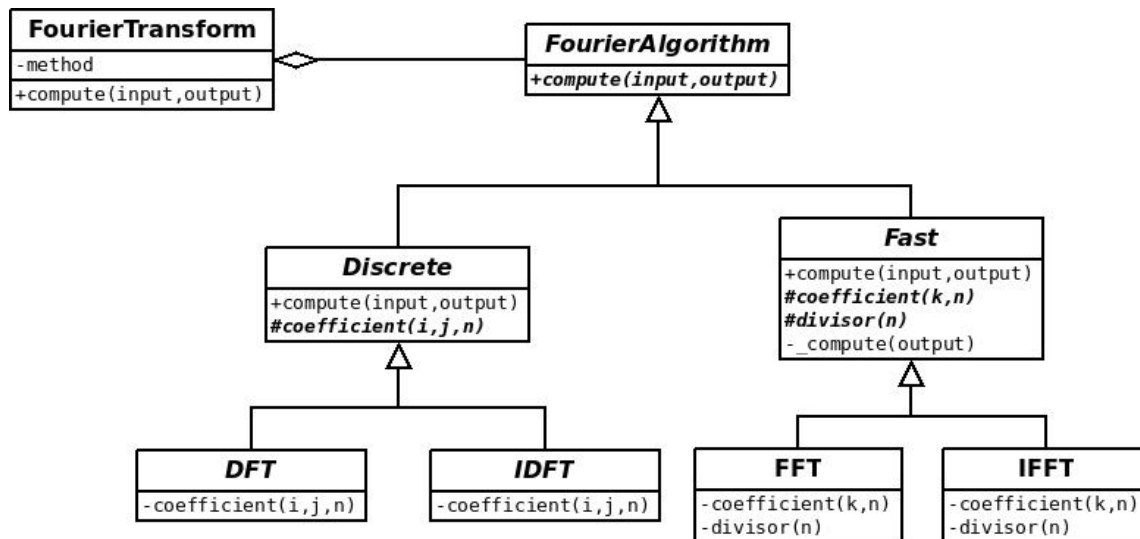 FourierTransform
-method
+compute(input,output)
FourierAlgorithm
+compute(input,output)
Discrete
+compute(input,output)
#coefficient(i,j,n)
Fast
+compute(input,output)
#coefficient(k,n)
#divisor(n)
-_compute(output)
DFT
-coefficient(i,j,n)
IDFT
-coefficient(i,j,n)
FFT
-coefficient(k,n)
-divisor(n)
IFFT
-coefficient(k,n)
-divisor(n)